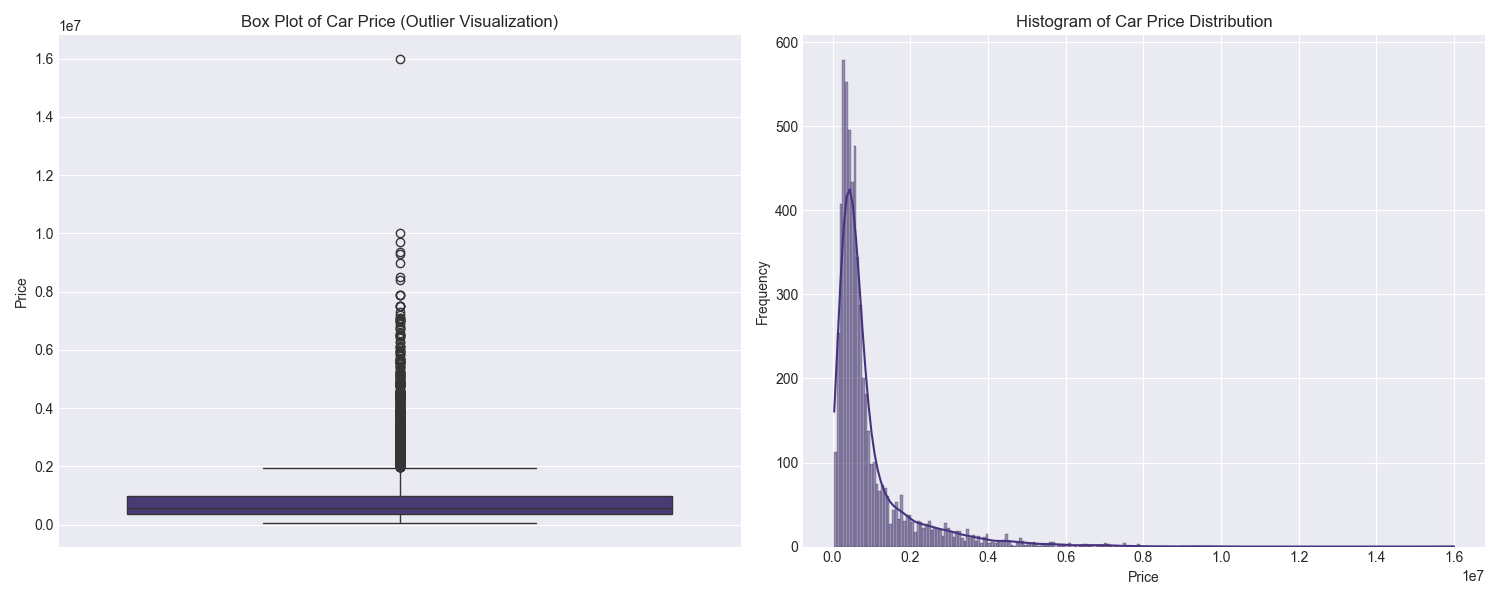 Box Plot of Car Price (Outlier Visualization)
1e7
1.6
1.4
1.2
1.0
0.8
0.6
0.4
0.2
0.0
Price
Histogram of Car Price Distribution
600
500
400
300
200
100
0
Frequency
0.0 0.2 0.4 0.6 0.8 1.0 1.2 1.4 1.6
1e7
Price